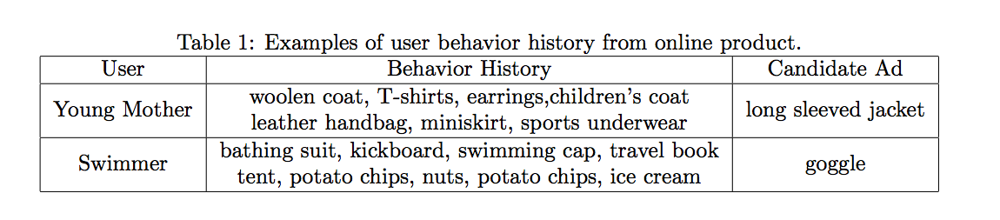 Table 1: Examples of user behavior history from online product.
User Behavior History Candidate Ad
Young Mother
woolen coat, T-shirts, earrings,children's coat
leather handbag, miniskirt, sports underwear
long sleeved jacket
Swimmer
bathing suit, kickboard, swimming cap, travel book
tent, potato chips, nuts, potato chips, ice cream
goggle